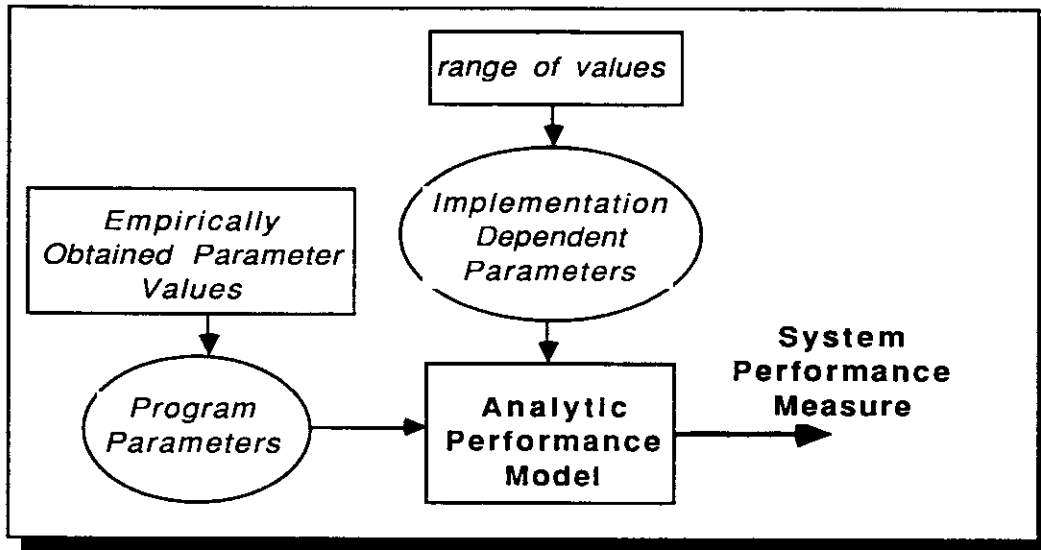 range of values
Implementation
Dependent
Parameters
Empirically
Obtained Parameter
Values
Program
Parameters
Analytic
Performance
Model
System
Performance
Measure